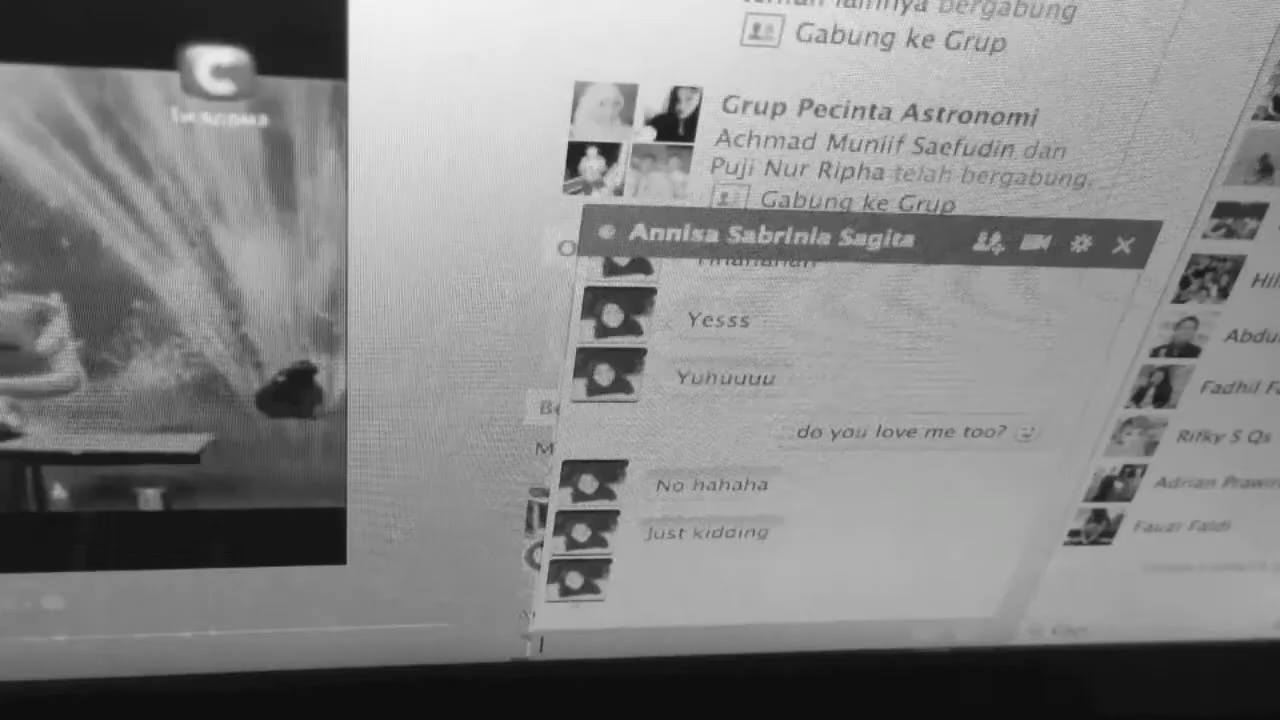 bergabung
Gabung ke Grup
Grup Pecinta Astronomi
Achmad Muniif Saefudin dan
Puji Nur Ripha telah bergabung.
Gabung ke Grup
Annisa Sabrinia Sagita
Yesss
Yuhuuuu
do you love me too?
No hahaha
Just kidding
Abdu
Fadhil F
Rifky S Qs
Adrian Prawir
Fauzi Faldi